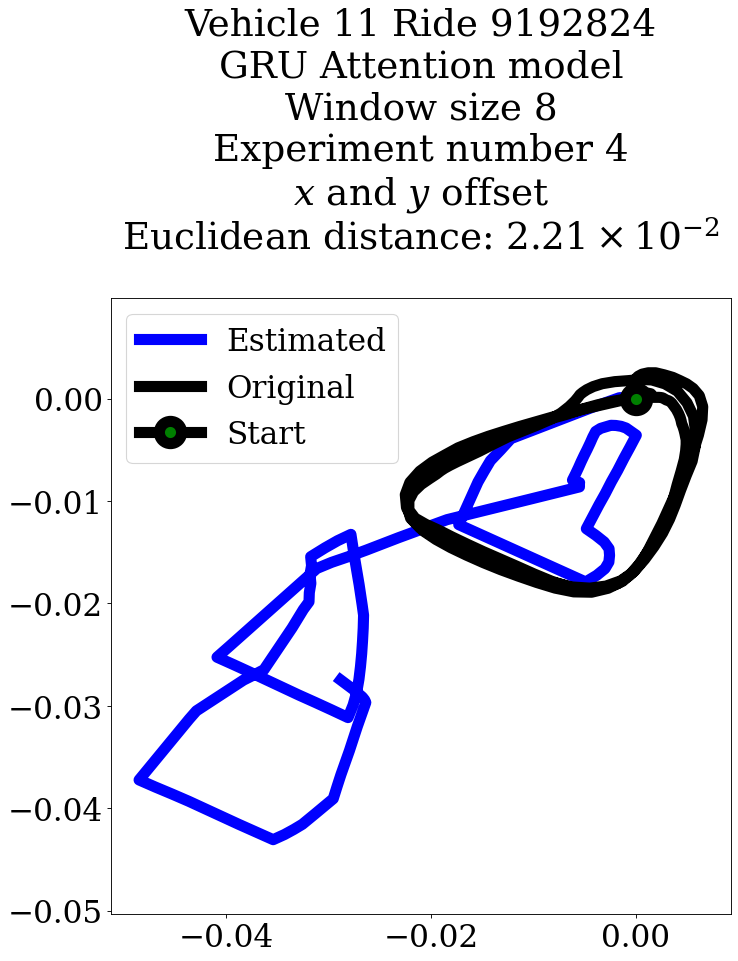 Vehicle 11 Ride 9192824
GRU Attention model
Window size 8
Experiment number 4
x and y offset
Euclidean distance: 2.21 × 10⁻²
Estimated
Original
Start
0.00
−0.01
−0.02
−0.03
−0.04
−0.05
−0.04 −0.02 0.00